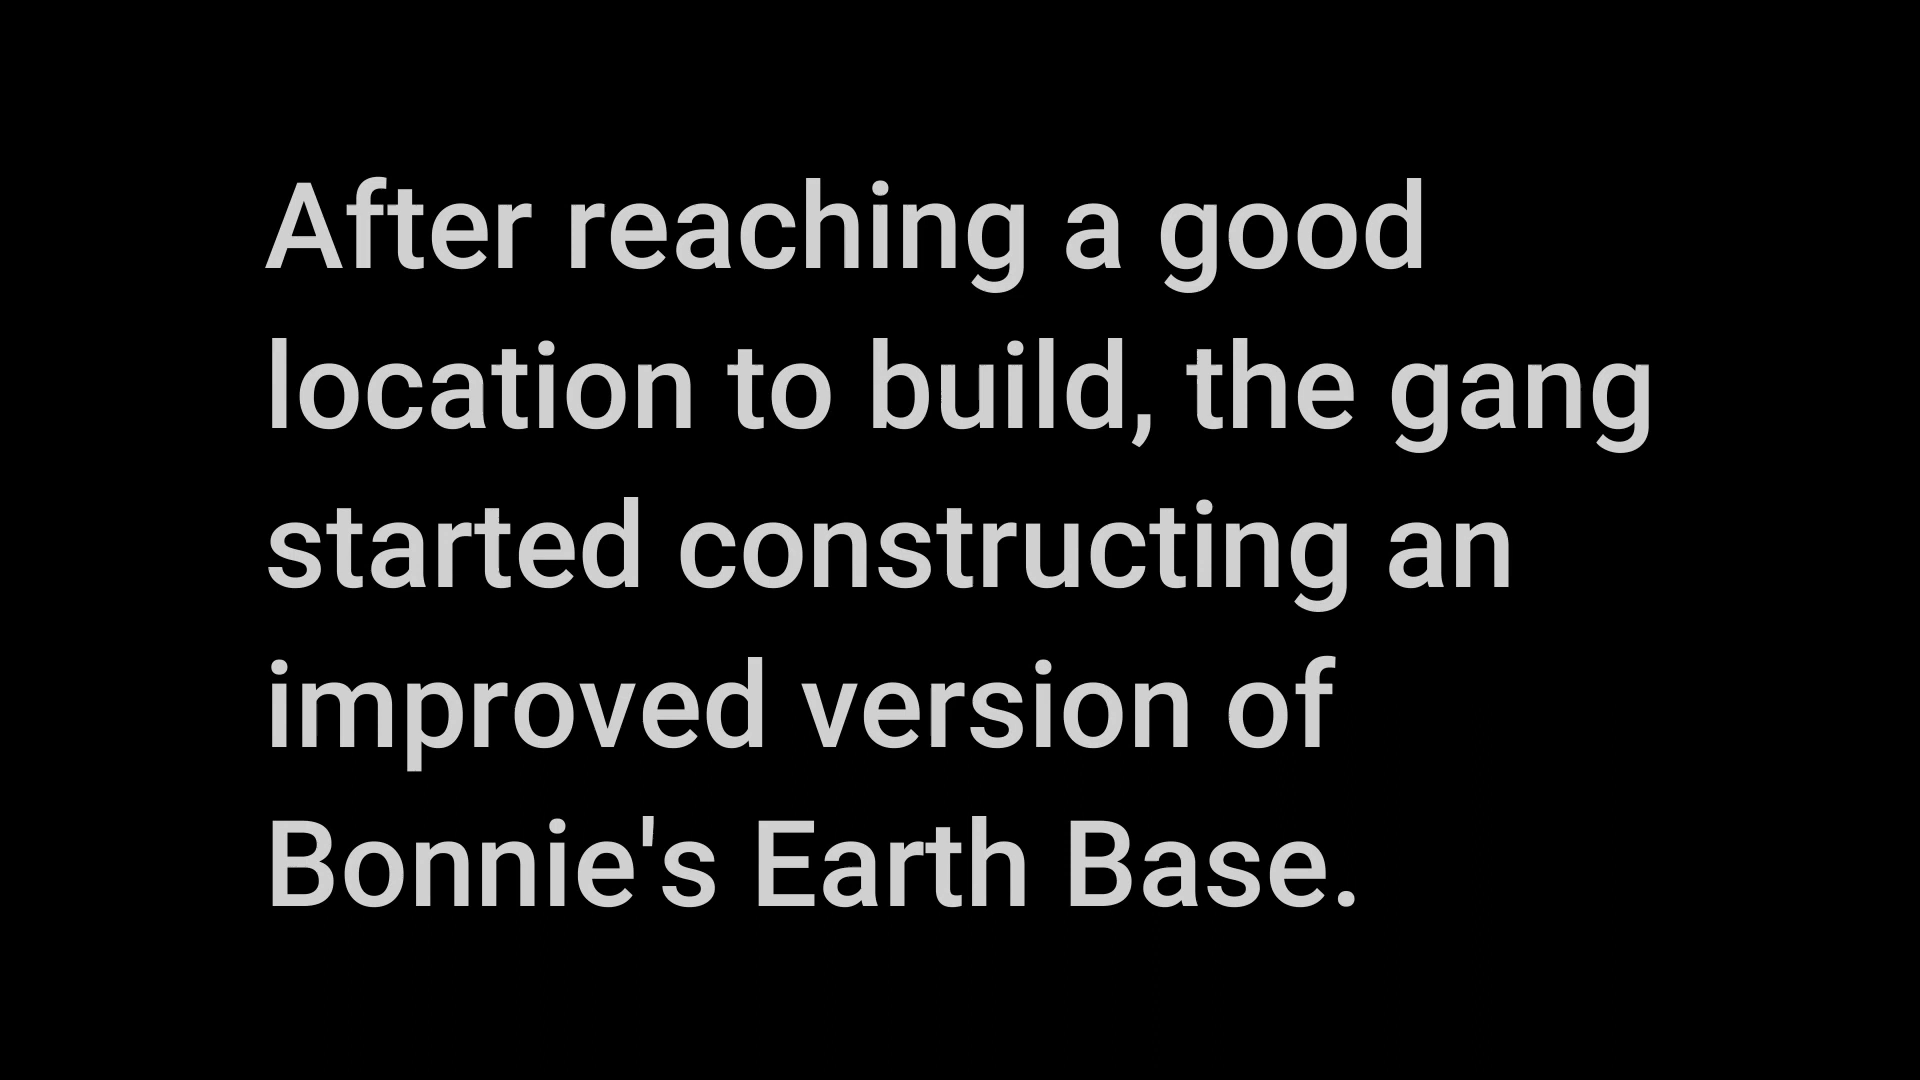 After reaching a good
location to build, the gang
started constructing an
improved version of
Bonnie's Earth Base.